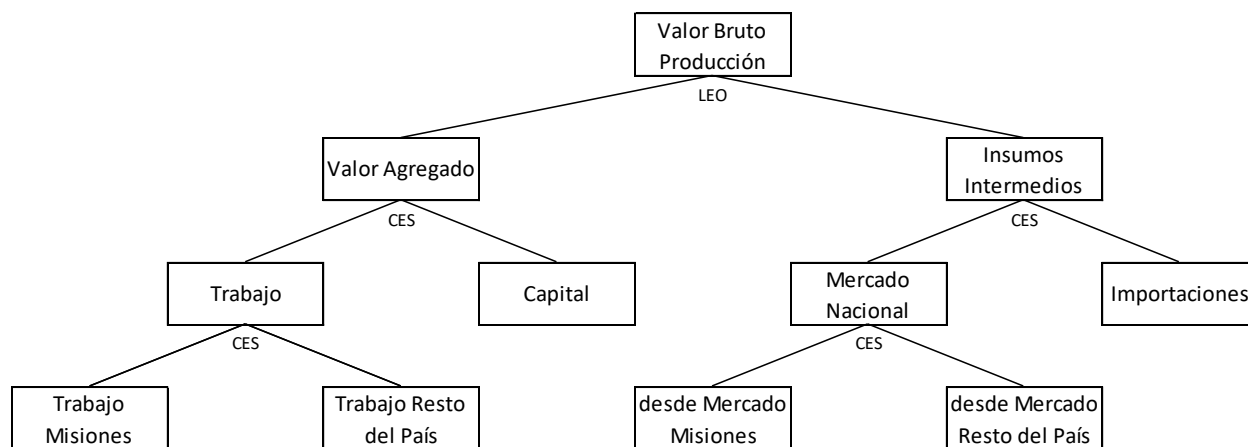 Valor Bruto
Producción
LEO
Valor Agregado
Insumos
Intermedios
CES
CES
Trabajo
Capital
Mercado
Nacional
Importaciones
CES
CES
Trabajo
Misiones
Trabajo Resto
del País
desde Mercado
Misiones
desde Mercado
Resto del País